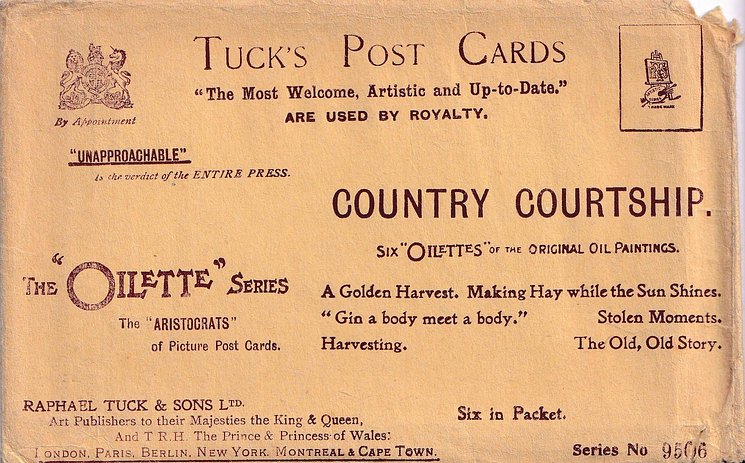 TUCK'S POST CARDS
"The Most Welcome, Artistic and Up-to-Date."
ARE USED BY ROYALTY.
By Appointment
TRADE MARK
"UNAPPROACHABLE"
is the verdict of the ENTIRE PRESS.
COUNTRY COURTSHIP.
SIX "OILETTES" OF THE ORIGINAL OIL PAINTINGS.
THE "OILETTE" SERIES
The "ARISTOCRATS"
of Picture Post Cards.
A Golden Harvest. Making Hay while the Sun Shines.
"Gin a body meet a body." Stolen Moments.
Harvesting. The Old, Old Story.
RAPHAEL TUCK & SONS LTD.
Art Publishers to their Majesties the King & Queen,
And T R.H. The Prince & Princess of Wales:
LONDON, PARIS, BERLIN, NEW YORK, MONTREAL & CAPE TOWN.
Six in Packet.
Series No 9506